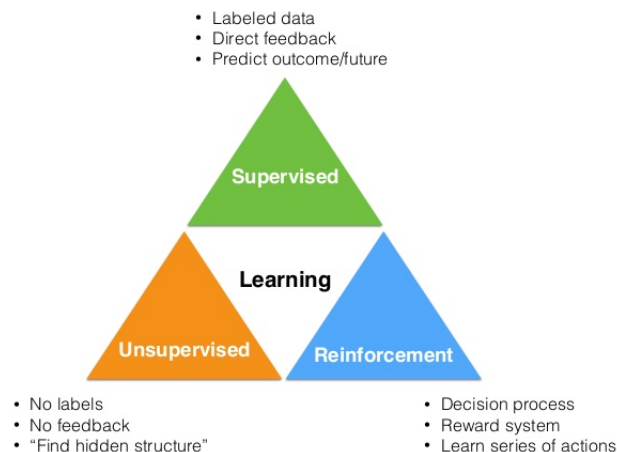 • Labeled data
• Direct feedback
• Predict outcome/future
Supervised
Learning
Unsupervised
Reinforcement
• No labels
• No feedback
• “Find hidden structure”
• Decision process
• Reward system
• Learn series of actions